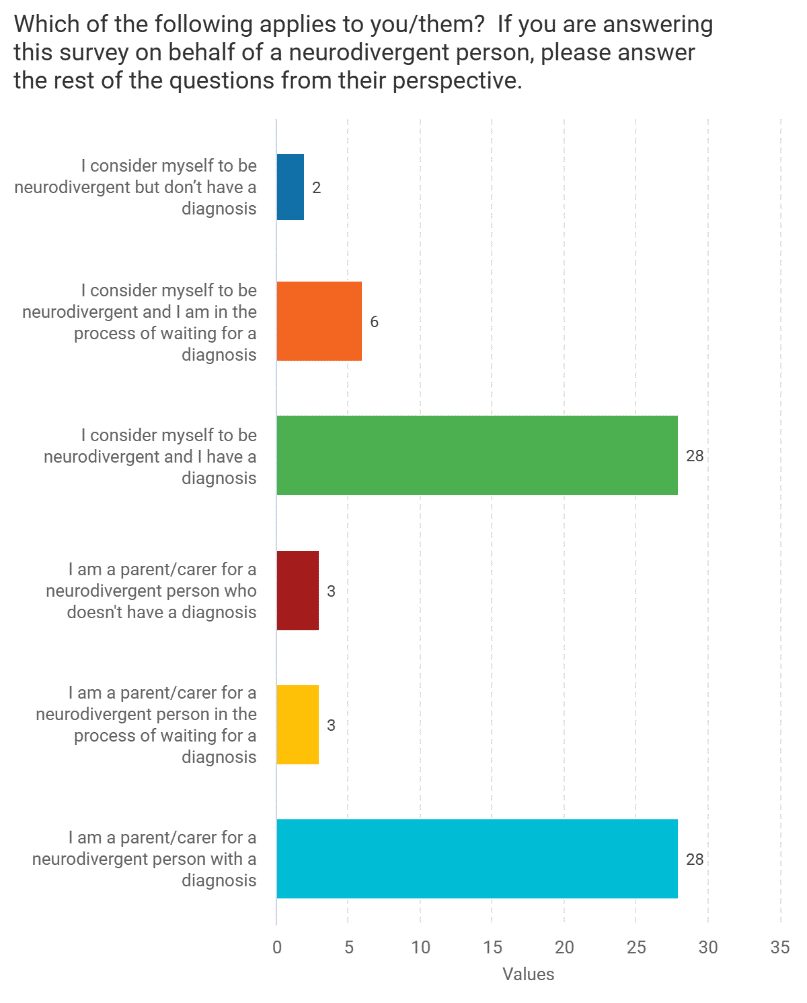 Which of the following applies to you/them?  If you are answering
this survey on behalf of a neurodivergent person, please answer
the rest of the questions from their perspective.
I consider myself to be
neurodivergent but don’t have a
diagnosis
2
I consider myself to be
neurodivergent and I am in the
process of waiting for a
diagnosis
6
I consider myself to be
neurodivergent and I have a
diagnosis
28
I am a parent/carer for a
neurodivergent person who
doesn't have a diagnosis
3
I am a parent/carer for a
neurodivergent person in the
process of waiting for a
diagnosis
3
I am a parent/carer for a
neurodivergent person with a
diagnosis
28
0 5 10 15 20 25 30 35
Values